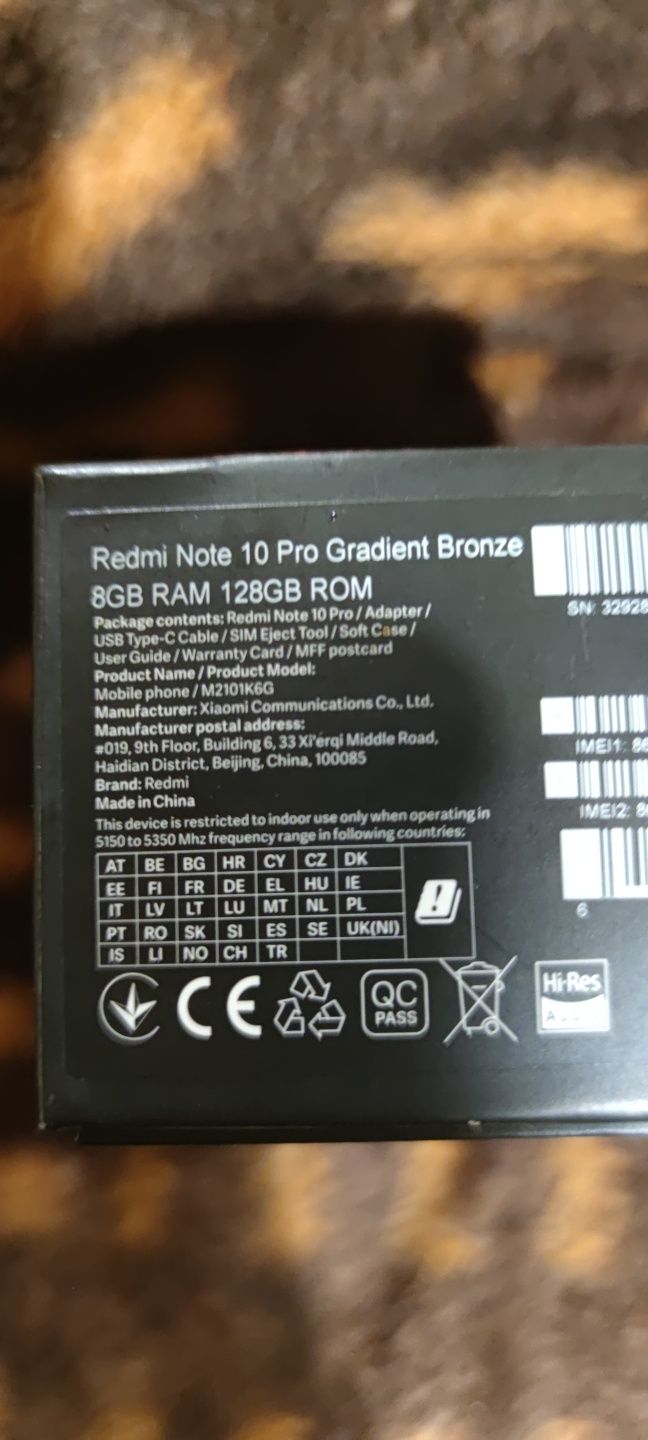 Redmi Note 10 Pro Gradient Bronze
8GB RAM 128GB ROM
Package contents: Redmi Note 10 Pro / Adapter /
USB Type-C Cable / SIM Eject Tool / Soft Case /
User Guide / Warranty Card / MFF postcard
Product Name / Product Model:
Mobile phone / M2101K6G
Manufacturer: Xiaomi Communications Co., Ltd.
Manufacturer postal address:
#019, 9th Floor, Building 6, 33 Xi'erqi Middle Road,
Haidian District, Beijing, China, 100085
Brand: Redmi
Made in China
This device is restricted to indoor use only when operating in
5150 to 5350 Mhz frequency range in following countries:
AT BE BG HR CY CZ DK
EE FI FR DE EL HU IE
IT LV LT LU MT NL PL
PT RO SK SI ES SE UK(NI)
IS LI NO CH TR
CE
QC
PASS
Hi-Res
AUDIO
SN: 32928
IMEI1: 86
IMEI2: 86
6